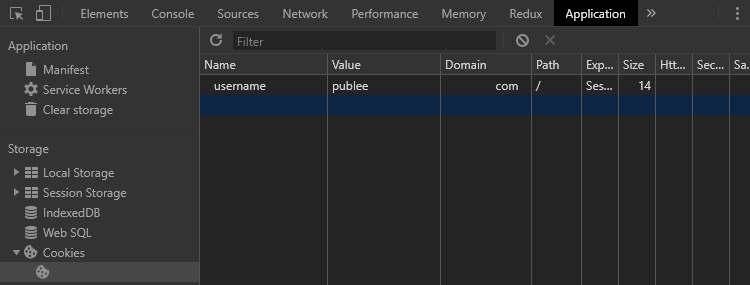 Elements Console Sources Network Performance Memory Redux Application »
Application
Manifest
Service Workers
Clear storage
Storage
Local Storage
Session Storage
IndexedDB
Web SQL
Cookies
Filter
Name Value Domain Path Exp... Size Htt... Sec... Sa...
username publee com / Ses... 14